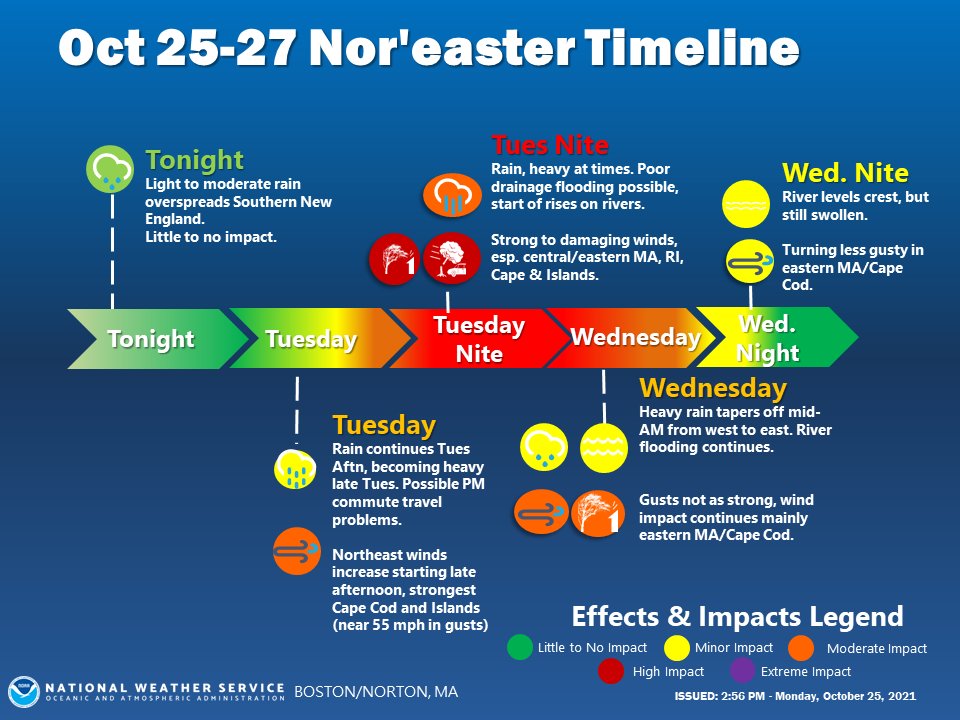 Oct 25-27 Nor'easter Timeline
Tonight
Light to moderate rain
overspreads Southern New
England.
Little to no impact.
Tues Nite
Rain, heavy at times. Poor
drainage flooding possible,
start of rises on rivers.
Strong to damaging winds,
esp. central/eastern MA, RI,
Cape & Islands.
Wed. Nite
River levels crest, but
still swollen.
Turning less gusty in
eastern MA/Cape
Cod.
Tonight
Tuesday
Tuesday
Nite
Wednesday
Wed.
Night
Tuesday
Rain continues Tues
Aftn, becoming heavy
late Tues. Possible PM
commute travel
problems.
Northeast winds
increase starting late
afternoon, strongest
Cape Cod and Islands
(near 55 mph in gusts)
Wednesday
Heavy rain tapers off mid-
AM from west to east. River
flooding continues.
Gusts not as strong, wind
impact continues mainly
eastern MA/Cape Cod.
Effects & Impacts Legend
Little to No Impact
Minor Impact
Moderate Impact
High Impact
Extreme Impact
NOAA
NATIONAL WEATHER SERVICE
OCEANIC AND ATMOSPHERIC ADMINISTRATION
BOSTON/NORTON, MA
ISSUED: 2:56 PM - Monday, October 25, 2021